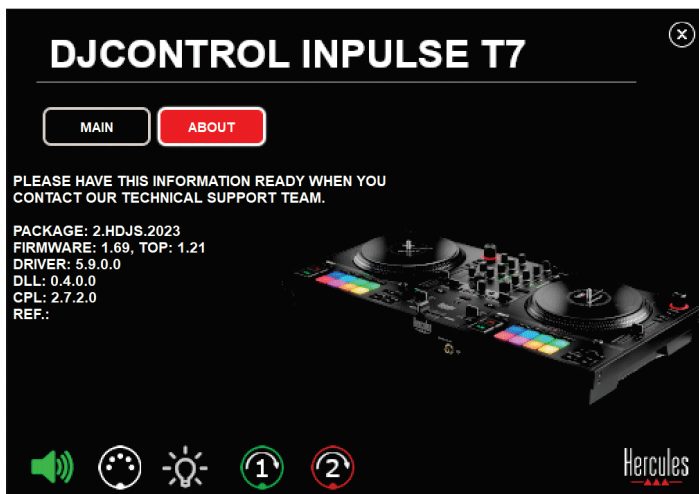 DJCONTROL INPULSE T7
MAIN
ABOUT
PLEASE HAVE THIS INFORMATION READY WHEN YOU
CONTACT OUR TECHNICAL SUPPORT TEAM.
PACKAGE: 2.HDJS.2023
FIRMWARE: 1.69, TOP: 1.21
DRIVER: 5.9.0.0
DLL: 0.4.0.0
CPL: 2.7.2.0
REF.:
1
2
Hercules